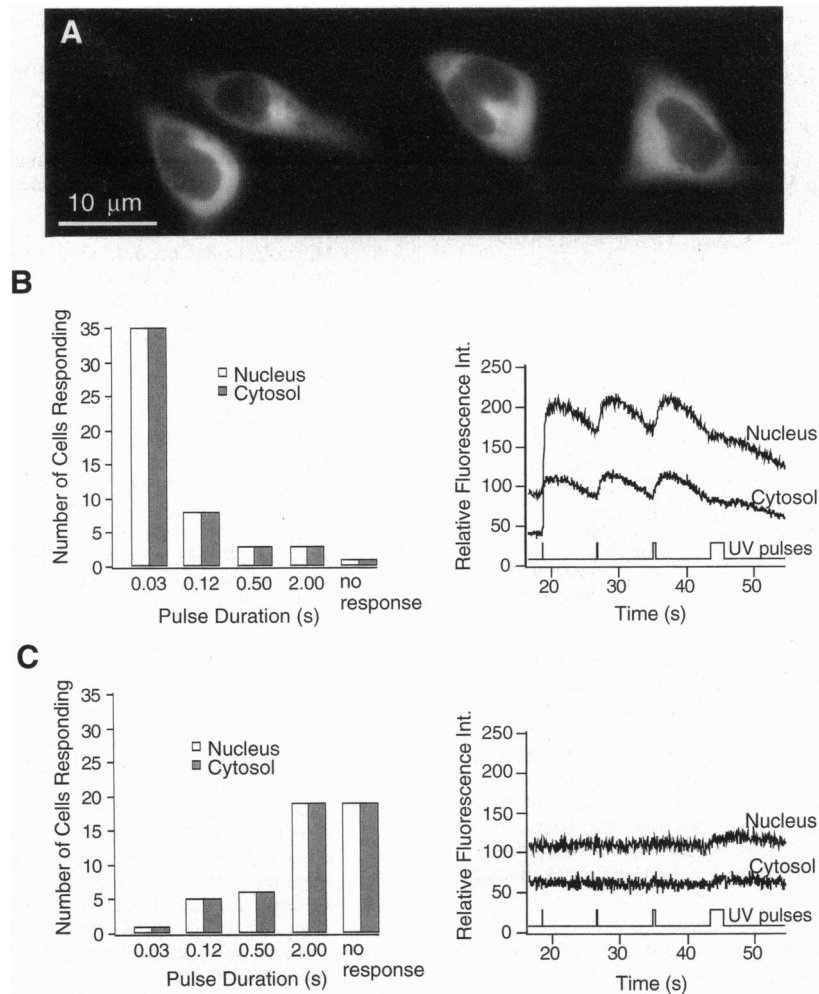 A
10 μm
B
Number of Cells Responding
35
30
25
20
15
10
5
0
Nucleus
Cytosol
0.03 0.12 0.50 2.00 no
response
Pulse Duration (s)
Relative Fluorescence Int.
250
200
150
100
50
0
Nucleus
Cytosol
UV pulses
20 30 40 50
Time (s)
C
Number of Cells Responding
35
30
25
20
15
10
5
0
Nucleus
Cytosol
0.03 0.12 0.50 2.00 no
response
Pulse Duration (s)
Relative Fluorescence Int.
250
200
150
100
50
0
Nucleus
Cytosol
UV pulses
20 30 40 50
Time (s)